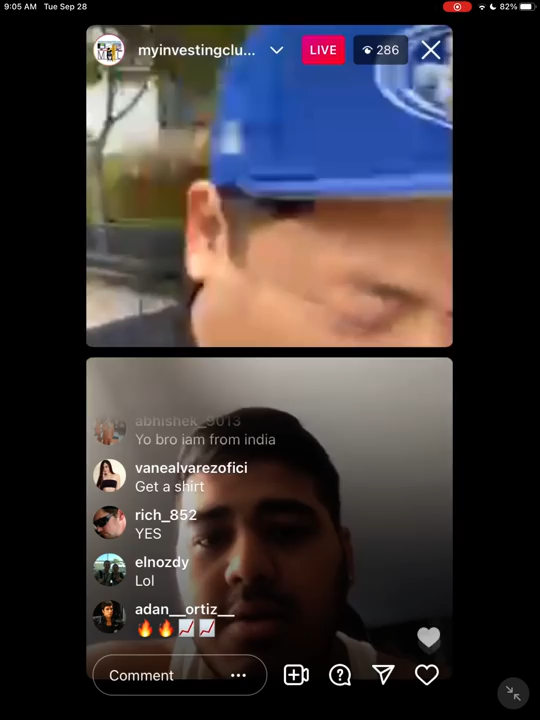 9:05 AM Tue Sep 28
82%
myinvestingclu...
LIVE
286
abhishek_9013
Yo bro iam from india
vanealvarezofici
Get a shirt
rich_852
YES
elnozdy
Lol
adan__ortiz__
🔥🔥📈📈
Comment